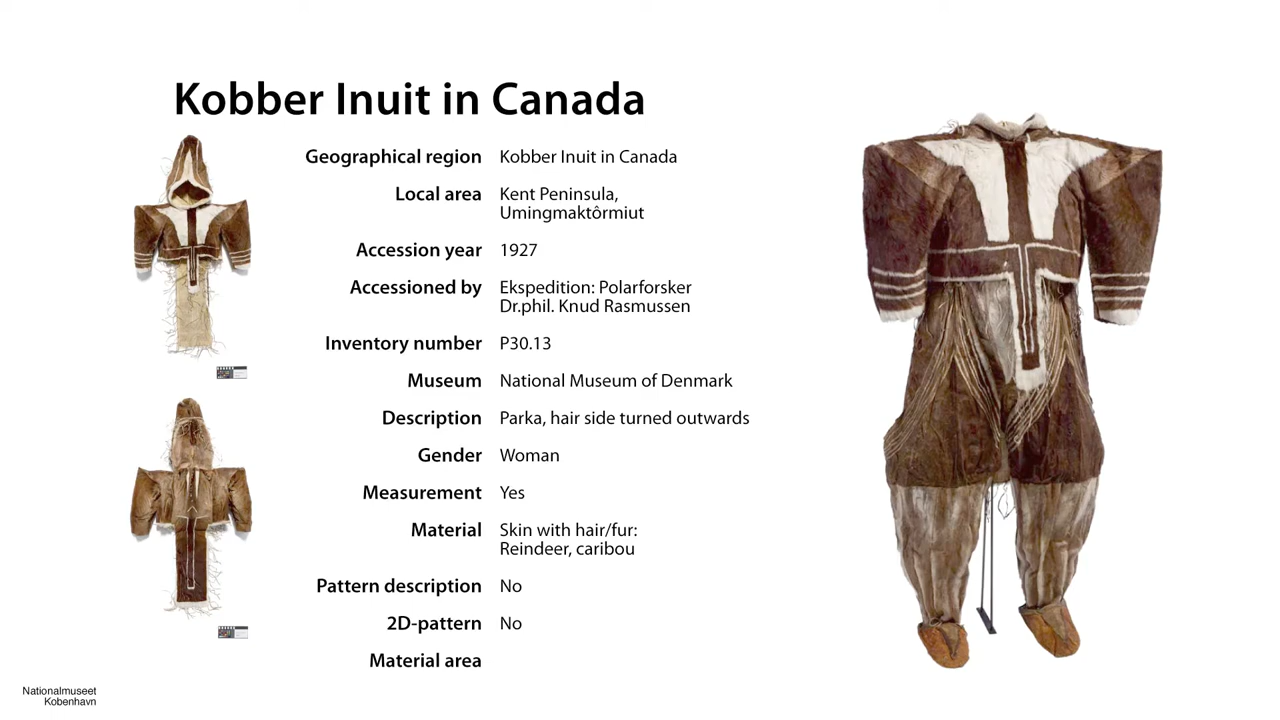 Kobber Inuit in Canada
Geographical region Kobber Inuit in Canada
Local area Kent Peninsula,
Umingmaktôrmiut
Accession year 1927
Accessioned by Ekspedition: Polarforsker
Dr.phil. Knud Rasmussen
Inventory number P30.13
Museum National Museum of Denmark
Description Parka, hair side turned outwards
Gender Woman
Measurement Yes
Material Skin with hair/fur:
Reindeer, caribou
Pattern description No
2D-pattern No
Material area
Nationalmuseet
Kobenhavn